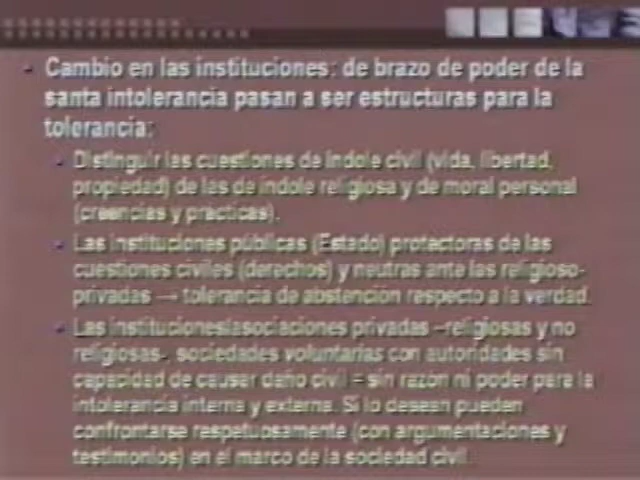 Cambio en las instituciones: de brazo de poder de la
santa intolerancia pasan a ser estructuras para la
tolerancia:
Distinguir las cuestiones de índole civil (vida, libertad,
propiedad) de las de índole religiosa y de moral personal
(creencias y prácticas).
Las instituciones públicas (Estado) protectoras de las
cuestiones civiles (derechos) y neutras ante las religioso-
privadas → tolerancia de abstención respecto a la verdad.
Las instituciones/asociaciones privadas –religiosas y no
religiosas-, sociedades voluntarias con autoridades sin
capacidad de causar daño civil = sin razón ni poder para la
intolerancia interna y externa. Si lo desean pueden
confrontarse respetuosamente (con argumentaciones y
testimonios) en el marco de la sociedad civil.